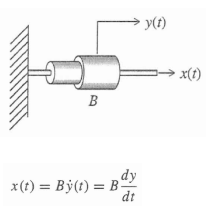 y(t)
x(t)
B
x(t) = Bẏ(t) = B dy/dt